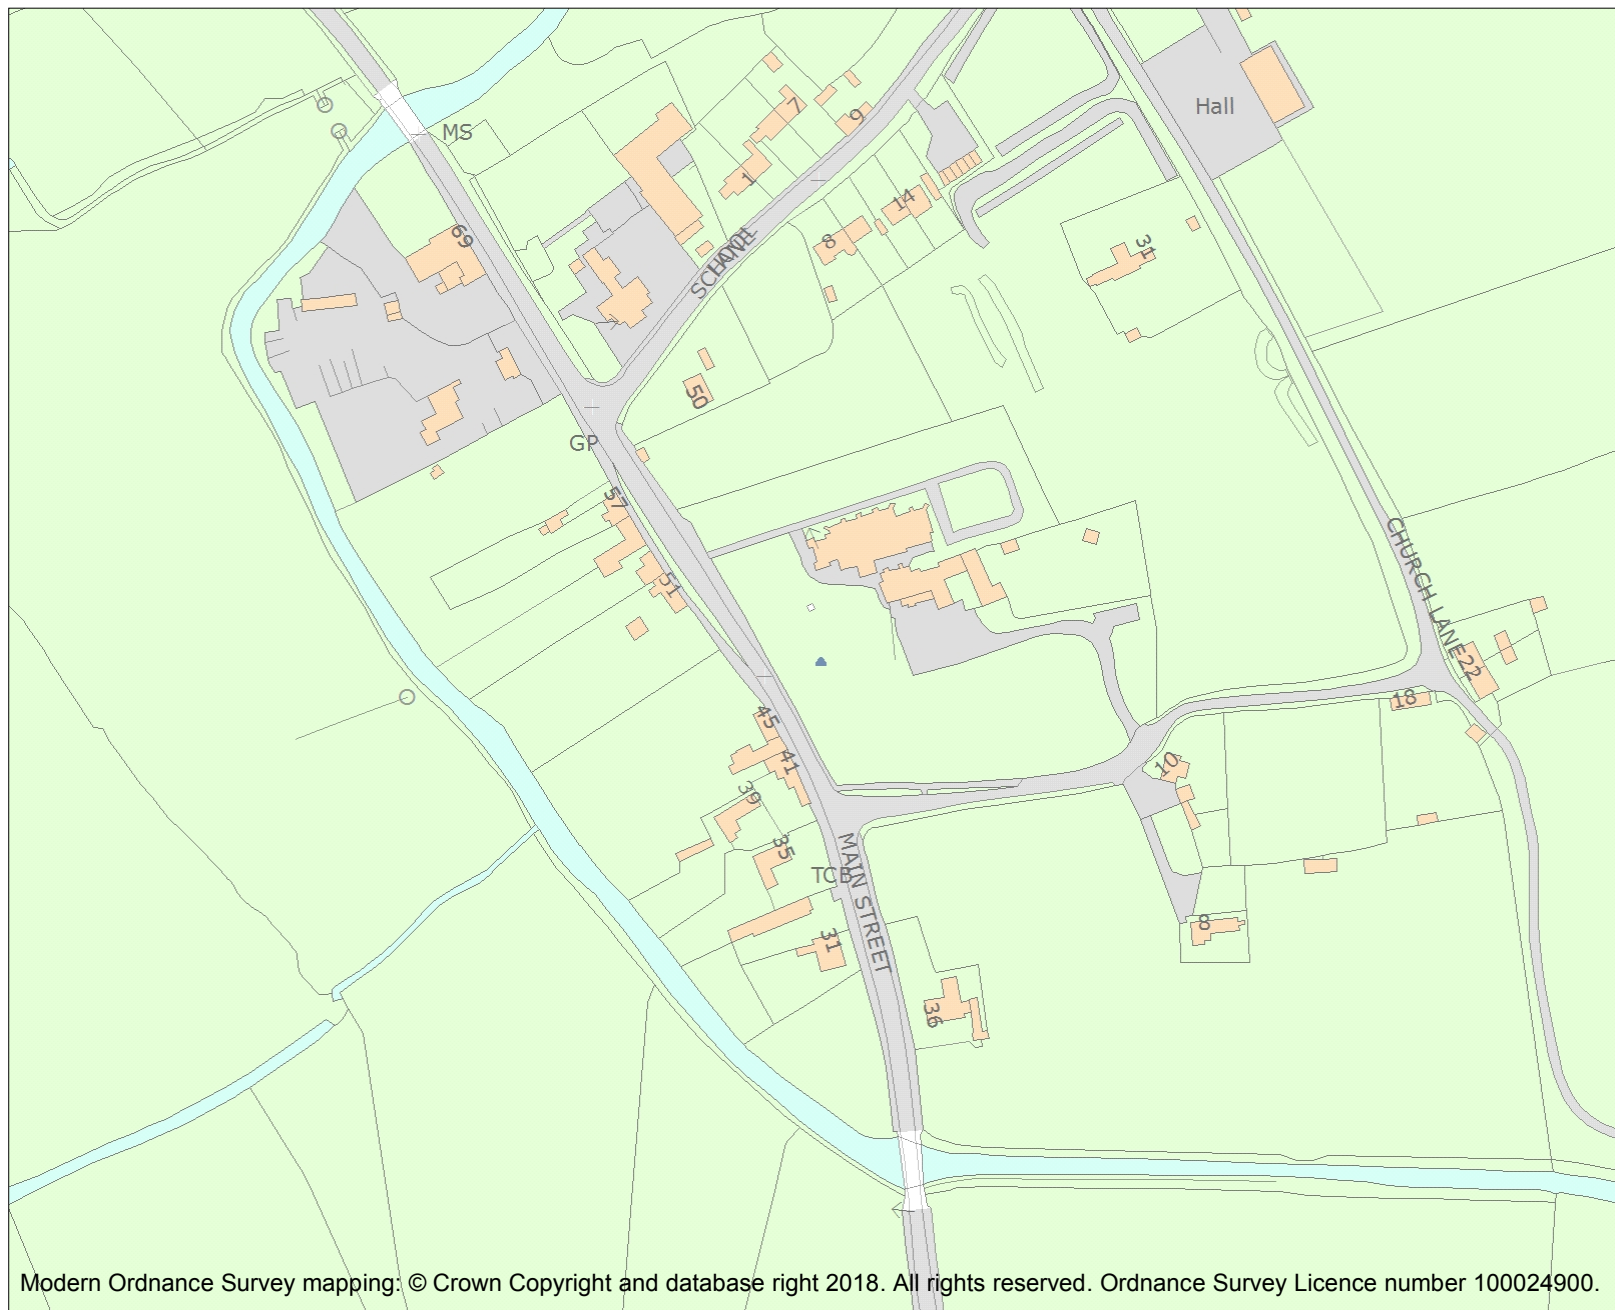 Hall
MS
7
9
1
14
69
8
31
SCHOOL LANE
50
GP
57
51
CHURCH LANE
22
18
45
41
10
39
35
MAIN STREET
TCB
31
8
36
Modern Ordnance Survey mapping: © Crown Copyright and database right 2018. All rights reserved. Ordnance Survey Licence number 100024900.